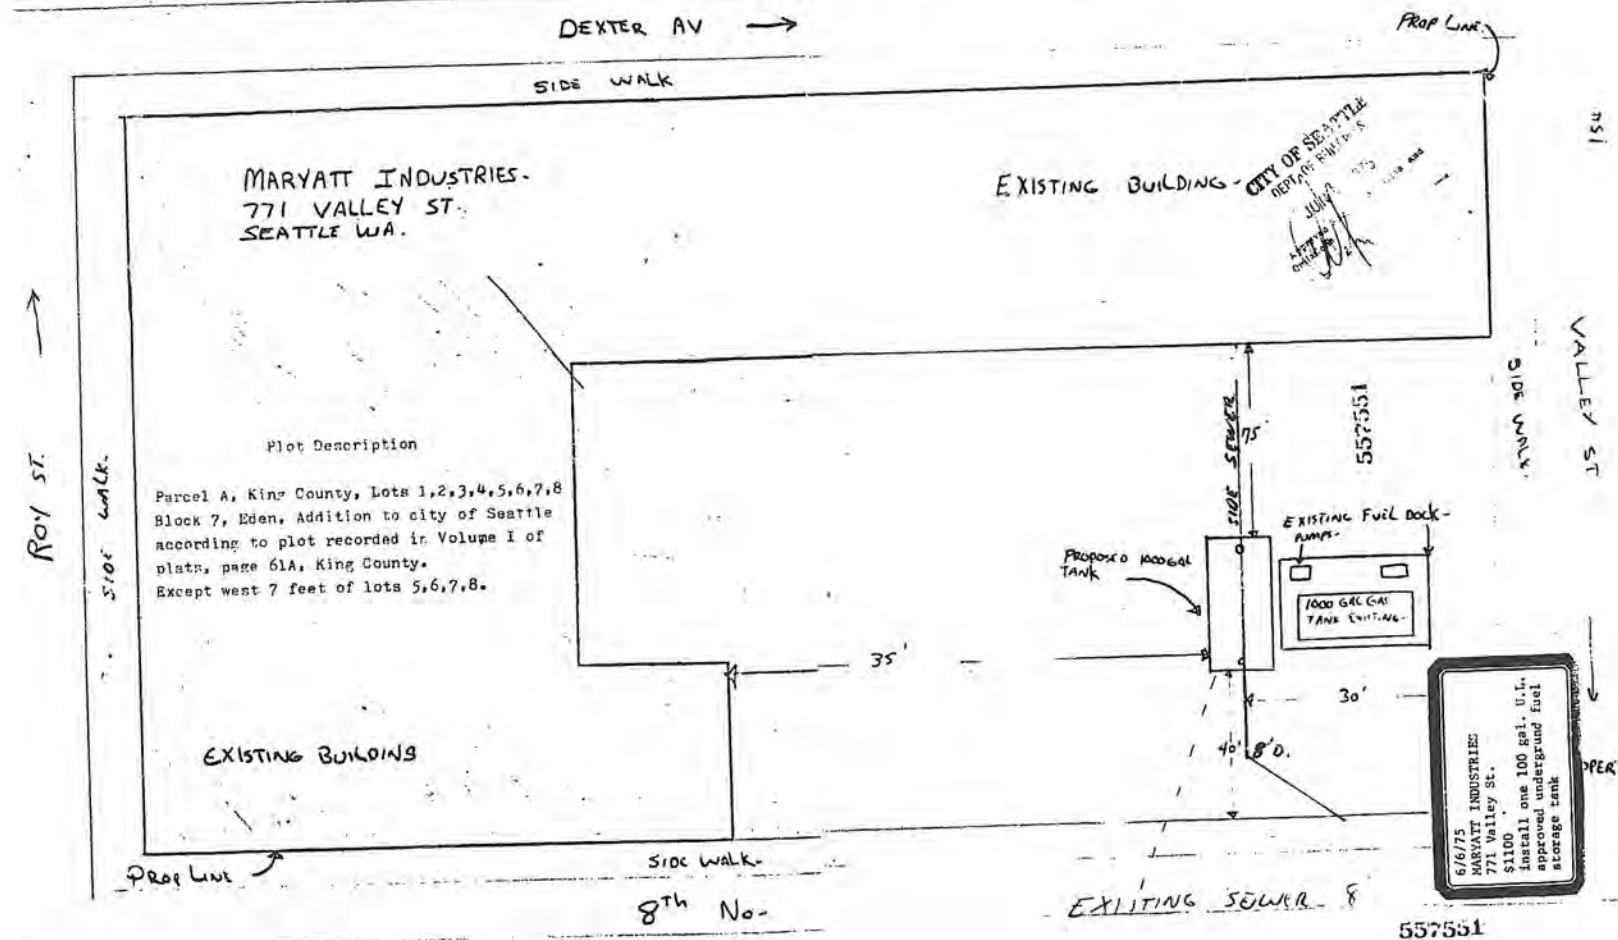 DEXTER AV
PROP LINE
SIDE WALK
MARYATT INDUSTRIES-
771 VALLEY ST.
SEATTLE WA.
EXISTING BUILDING-
CITY OF SEATTLE
ROY ST.
SIDE WALK-
Plot Description
Parcel A, King County, Lots 1,2,3,4,5,6,7,8
Block 7, Eden, Addition to city of Seattle
according to plot recorded in Volume I of
plats, page 61A, King County.
Except west 7 feet of lots 5,6,7,8.
SIDE SEWER
75'
557551
SIDE WALK
VALLEY ST
EXISTING FUEL DOCK-
PUMPS-
PROPOSED 1000 GAL
TANK
1000 GAL GAS
TANK EXISTING-
35'
30'
40'
8'D.
EXISTING BUILDING
PROP LINE
SIDE WALK-
8TH No-
EXISTING SEWER 8
6/6/75
MARYATT INDUSTRIES
771 Valley St.
$1100
install one 100 gal. U.L.
approved undergrund fuel
storage tank
557551